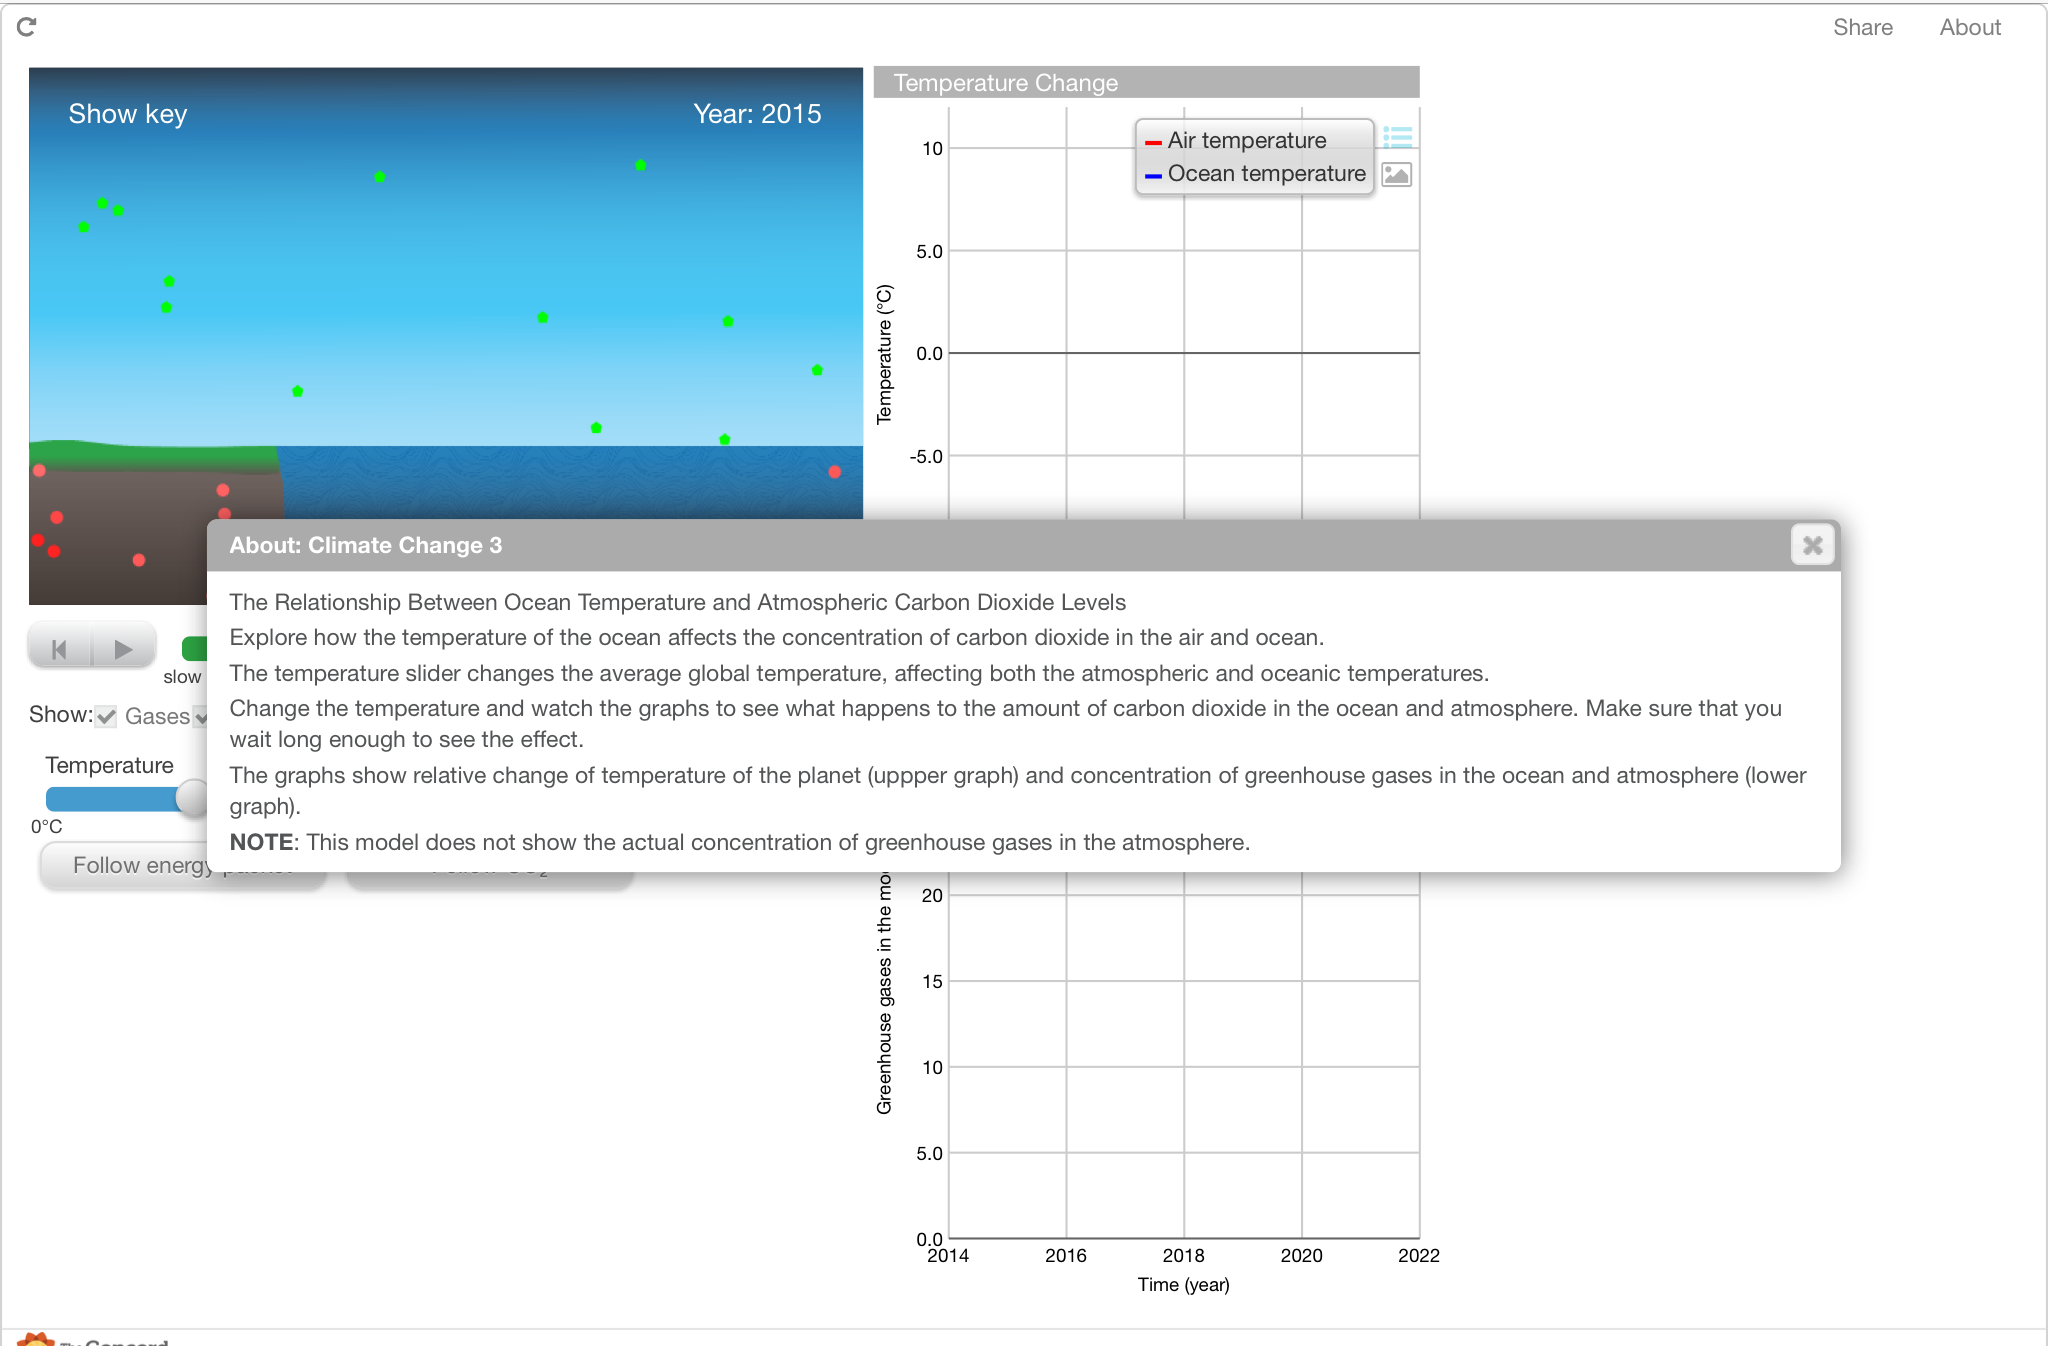 Share About
Show key Year: 2015
Temperature Change
Air temperature
Ocean temperature
10
5.0
0.0
-5.0
Temperature (°C)
About: Climate Change 3
The Relationship Between Ocean Temperature and Atmospheric Carbon Dioxide Levels
Explore how the temperature of the ocean affects the concentration of carbon dioxide in the air and ocean.
The temperature slider changes the average global temperature, affecting both the atmospheric and oceanic temperatures.
Change the temperature and watch the graphs to see what happens to the amount of carbon dioxide in the ocean and atmosphere. Make sure that you
wait long enough to see the effect.
The graphs show relative change of temperature of the planet (uppper graph) and concentration of greenhouse gases in the ocean and atmosphere (lower
graph).
NOTE: This model does not show the actual concentration of greenhouse gases in the atmosphere.
slow
Show: Gases
Temperature
0°C
Follow energy packet
Follow CO₂
Greenhouse gases in the
20
15
10
5.0
0.0
2014 2016 2018 2020 2022
Time (year)
Concord